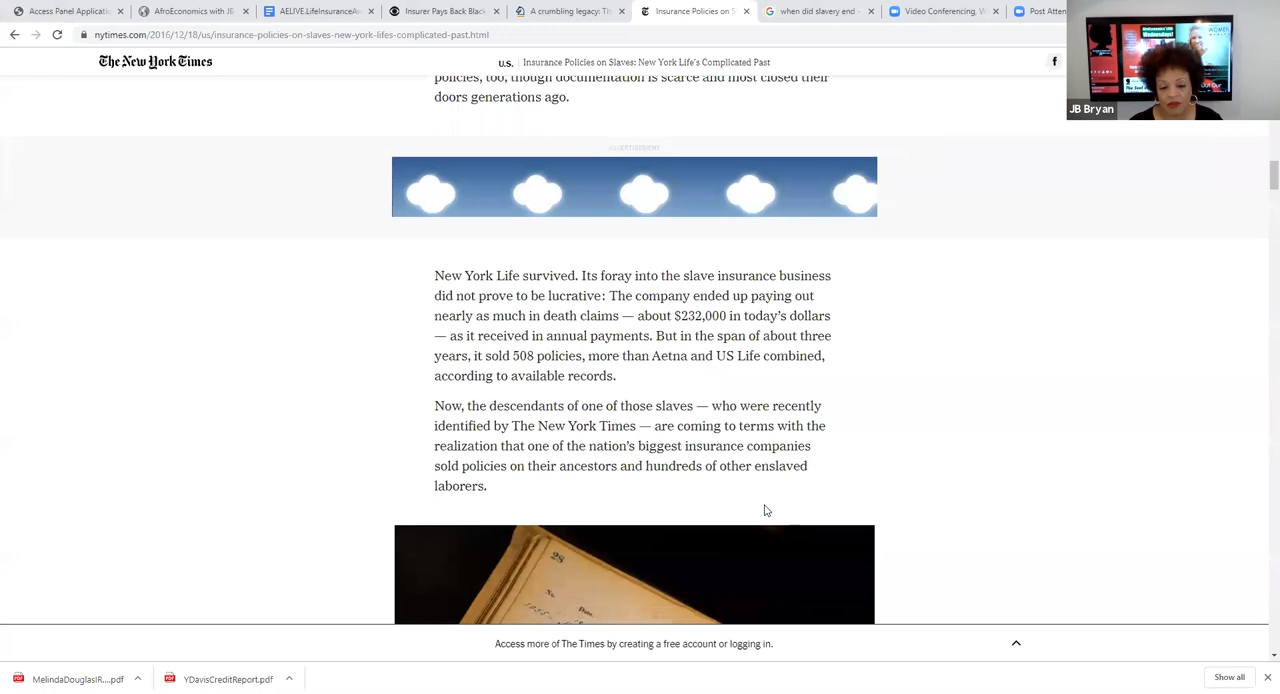 Access Panel Applicatio
AfroEconomics with JB
AELIVE.LifeInsuranceAw
Insurer Pays Back Black
A crumbling legacy: Th
Insurance Policies on S
when did slavery end -
Video Conferencing, W
Post Atten
nytimes.com/2016/12/18/us/insurance-policies-on-slaves-new-york-lifes-complicated-past.html
The New York Times
U.S. | Insurance Policies on Slaves: New York Life's Complicated Past
JB Bryan
policies, too, though documentation is scarce and most closed their
doors generations ago.
ADVERTISEMENT
New York Life survived. Its foray into the slave insurance business
did not prove to be lucrative: The company ended up paying out
nearly as much in death claims — about $232,000 in today's dollars
— as it received in annual payments. But in the span of about three
years, it sold 508 policies, more than Aetna and US Life combined,
according to available records.
Now, the descendants of one of those slaves — who were recently
identified by The New York Times — are coming to terms with the
realization that one of the nation's biggest insurance companies
sold policies on their ancestors and hundreds of other enslaved
laborers.
28
No.
Date.
Access more of The Times by creating a free account or logging in.
MelindaDouglasIR....pdf
YDavisCreditReport.pdf
Show all